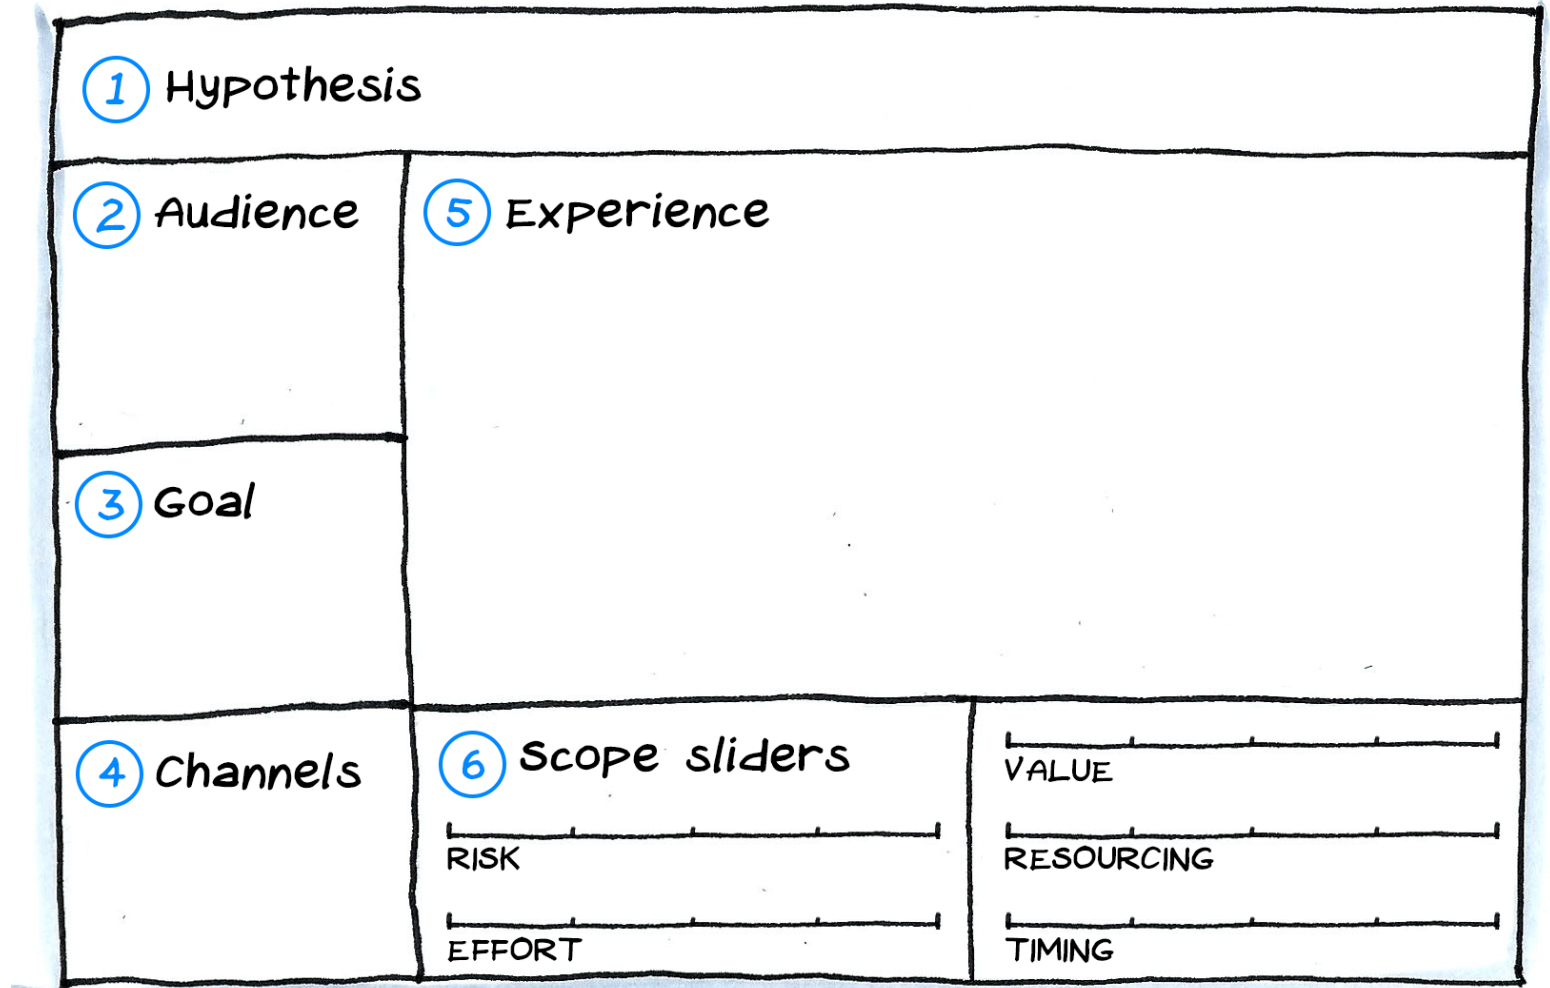 1 Hypothesis
2 Audience
3 Goal
4 Channels
5 Experience
6 Scope sliders
RISK
EFFORT
VALUE
RESOURCING
TIMING